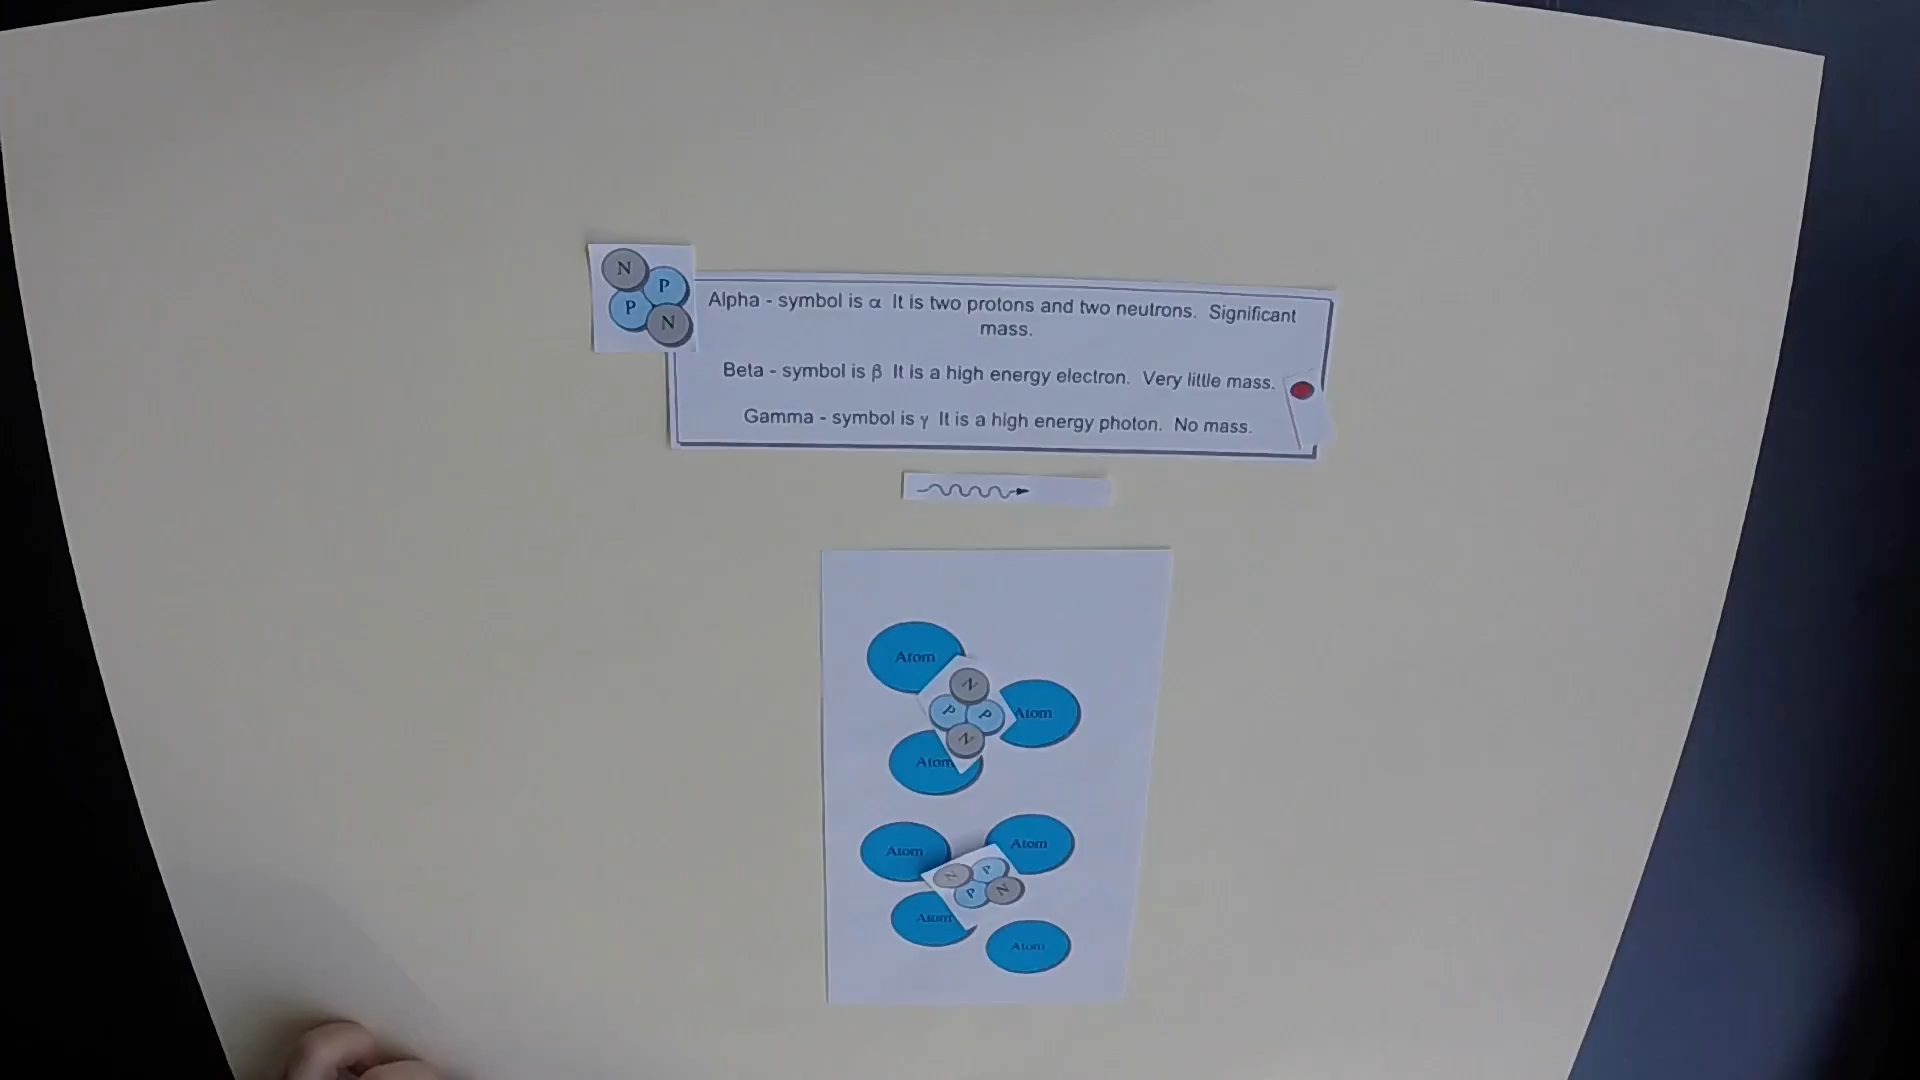 N
P
P
N
Alpha - symbol is α It is two protons and two neutrons. Significant
mass.
Beta - symbol is β It is a high energy electron. Very little mass.
Gamma - symbol is γ It is a high energy photon. No mass.
Atom
N
P P
Atom
N
Atom
Atom
Atom
N P
P N
Atom
Atom